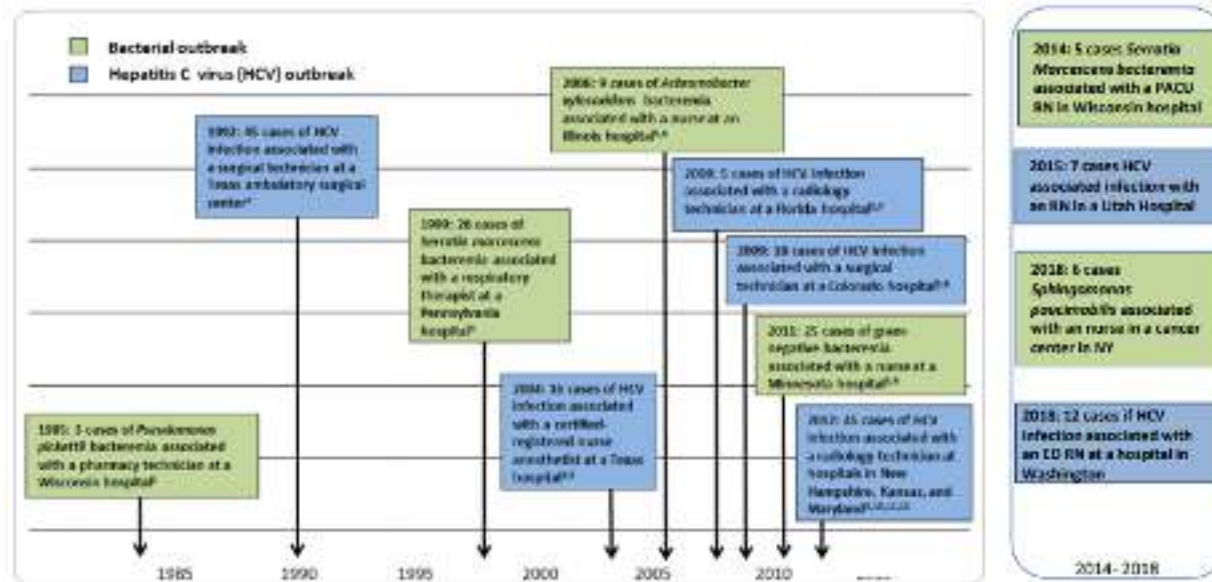 Bacterial outbreak
Hepatitis C virus (HCV) outbreak
1985: 3 cases of Pseudomonas
pickettii bacteremia associated
with a pharmacy technician at a
Wisconsin hospital
1992: 45 cases of HCV
infection associated with
a surgical technician at a
Texas ambulatory surgical
center
1999: 26 cases of
Serratia marcescens
bacteremia associated
with a respiratory
therapist at a
Pennsylvania
hospital
2004: 16 cases of HCV
infection associated
with a certified-
registered nurse
anesthetist at a Texas
hospital
2006: 9 cases of Achromobacter
xylosoxidans bacteremia
associated with a nurse at an
Illinois hospital
5 cases of HCV infection
associated with a radiology
technician at a Florida hospital
2009: cases of HCV infection
associated with a surgical
technician at a Colorado hospital
2011: 25 cases of gram
negative bacteremia
associated with a nurse at a
Minnesota hospital
2012: 45 cases of HCV
infection associated with
a radiology technician at
hospitals in New
Hampshire, Kansas, and
Maryland
1985 1990 1995 2000 2005 2010
2014: 5 cases Serratia
Marcescens bacteremia
associated with a PACU
RN in Wisconsin hospital
2015: 7 cases HCV
associated infection with
an RN in a Utah Hospital
2018: 6 cases
Sphingomonas
paucimobilis associated
with an nurse in a cancer
center in NY
2018: 12 cases if HCV
infection associated with
an ED RN at a hospital in
Washington
2014- 2018